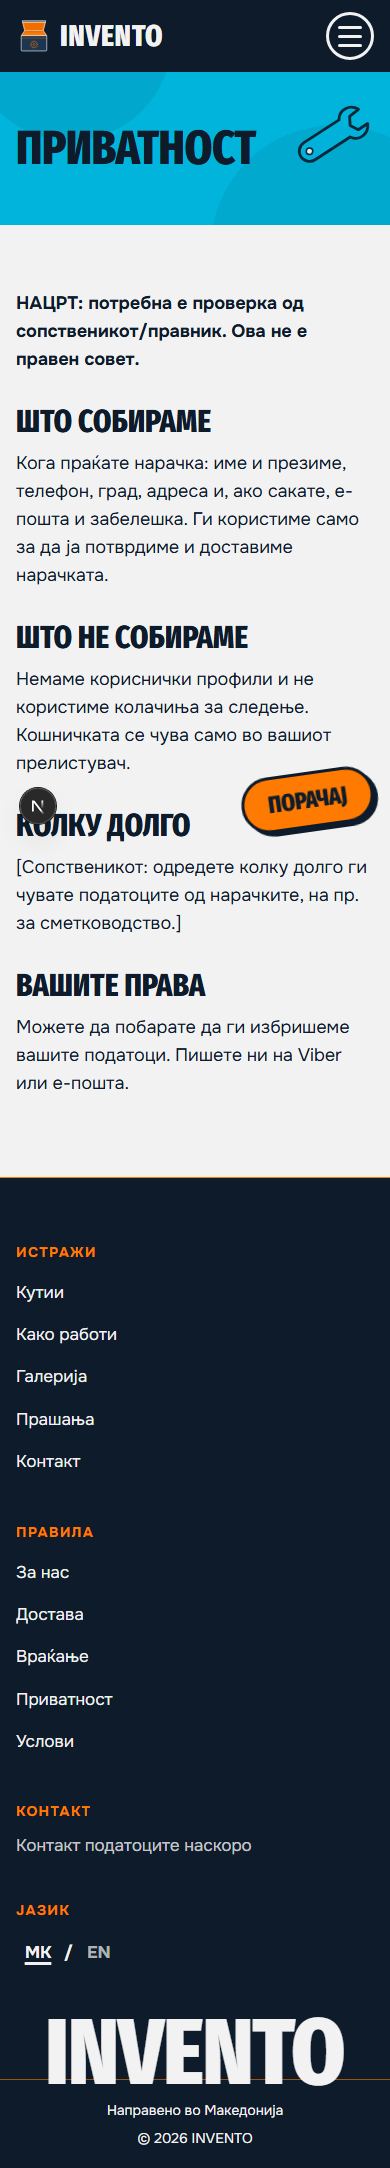 INVENTO
ПРИВАТНОСТ
НАЦРТ: потребна е проверка од
сопственикот/правник. Ова не е
правен совет.
ШТО СОБИРАМЕ
Кога праќате нарачка: име и презиме,
телефон, град, адреса и, ако сакате, е-
пошта и забелешка. Ги користиме само
за да ја потврдиме и доставиме
нарачката.
ШТО НЕ СОБИРАМЕ
Немаме кориснички профили и не
користиме колачиња за следење.
Кошничката се чува само во вашиот
прелистувач.
ПОРАЧАЈ
N
КОЛКУ ДОЛГО
[Сопственикот: одредете колку долго ги
чувате податоците од нарачките, на пр.
за сметководство.]
ВАШИТЕ ПРАВА
Можете да побарате да ги избришеме
вашите податоци. Пишете ни на Viber
или е-пошта.
ИСТРАЖИ
Кутии
Како работи
Галерија
Прашања
Контакт
ПРАВИЛА
За нас
Достава
Враќање
Приватност
Услови
КОНТАКТ
Контакт податоците наскоро
ЈАЗИК
МК / EN
INVENTO
Направено во Македонија
© 2026 INVENTO